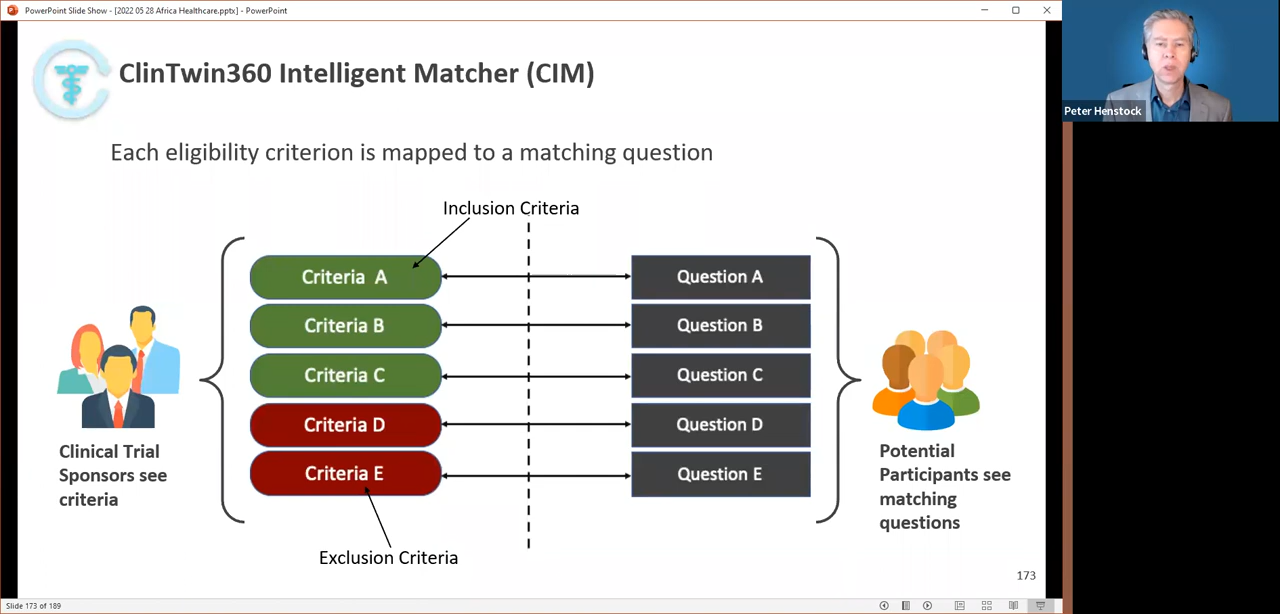 PowerPoint Slide Show - [2022 05 28 Africa Healthcare.pptx] - PowerPoint
ClinTwin360 Intelligent Matcher (CIM)
Peter Henstock
Each eligibility criterion is mapped to a matching question
Inclusion Criteria
Criteria A
Question A
Criteria B
Question B
Criteria C
Question C
Criteria D
Question D
Criteria E
Question E
Clinical Trial
Sponsors see
criteria
Potential
Participants see
matching
questions
Exclusion Criteria
173
Slide 173 of 189